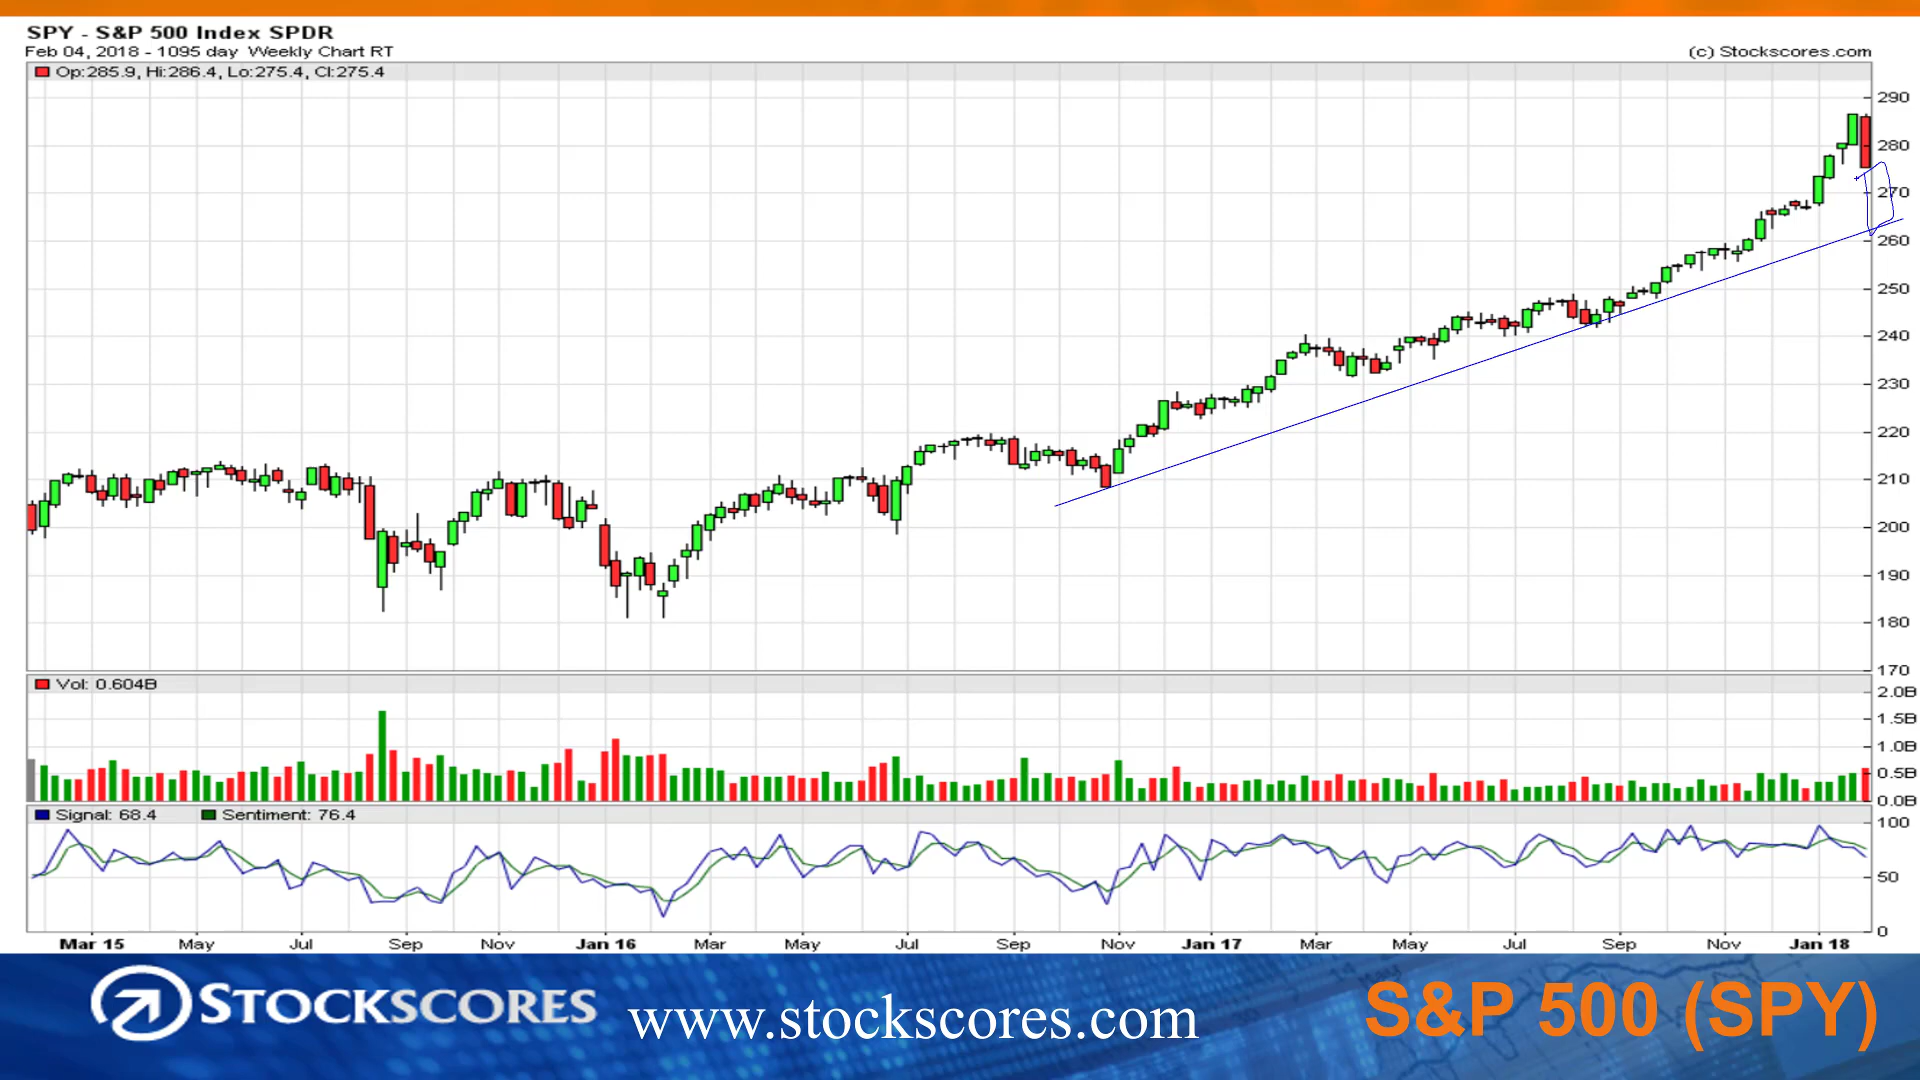 SPY - S&P 500 Index SPDR
Feb 04, 2018 - 1095 day Weekly Chart RT
(c) Stockscores.com
Op:285.9, Hi:286.4, Lo:275.4, Cl:275.4
290
280
270
260
250
240
230
220
210
200
190
180
170
Vol: 0.604B
2.0B
1.5B
1.0B
0.5B
0.0B
Signal: 68.4 Sentiment: 76.4
100
50
0
Mar 15 May Jul Sep Nov Jan 16 Mar May Jul Sep Nov Jan 17 Mar May Jul Sep Nov Jan 18
STOCKSCORES
www.stockscores.com
S&P 500 (SPY)